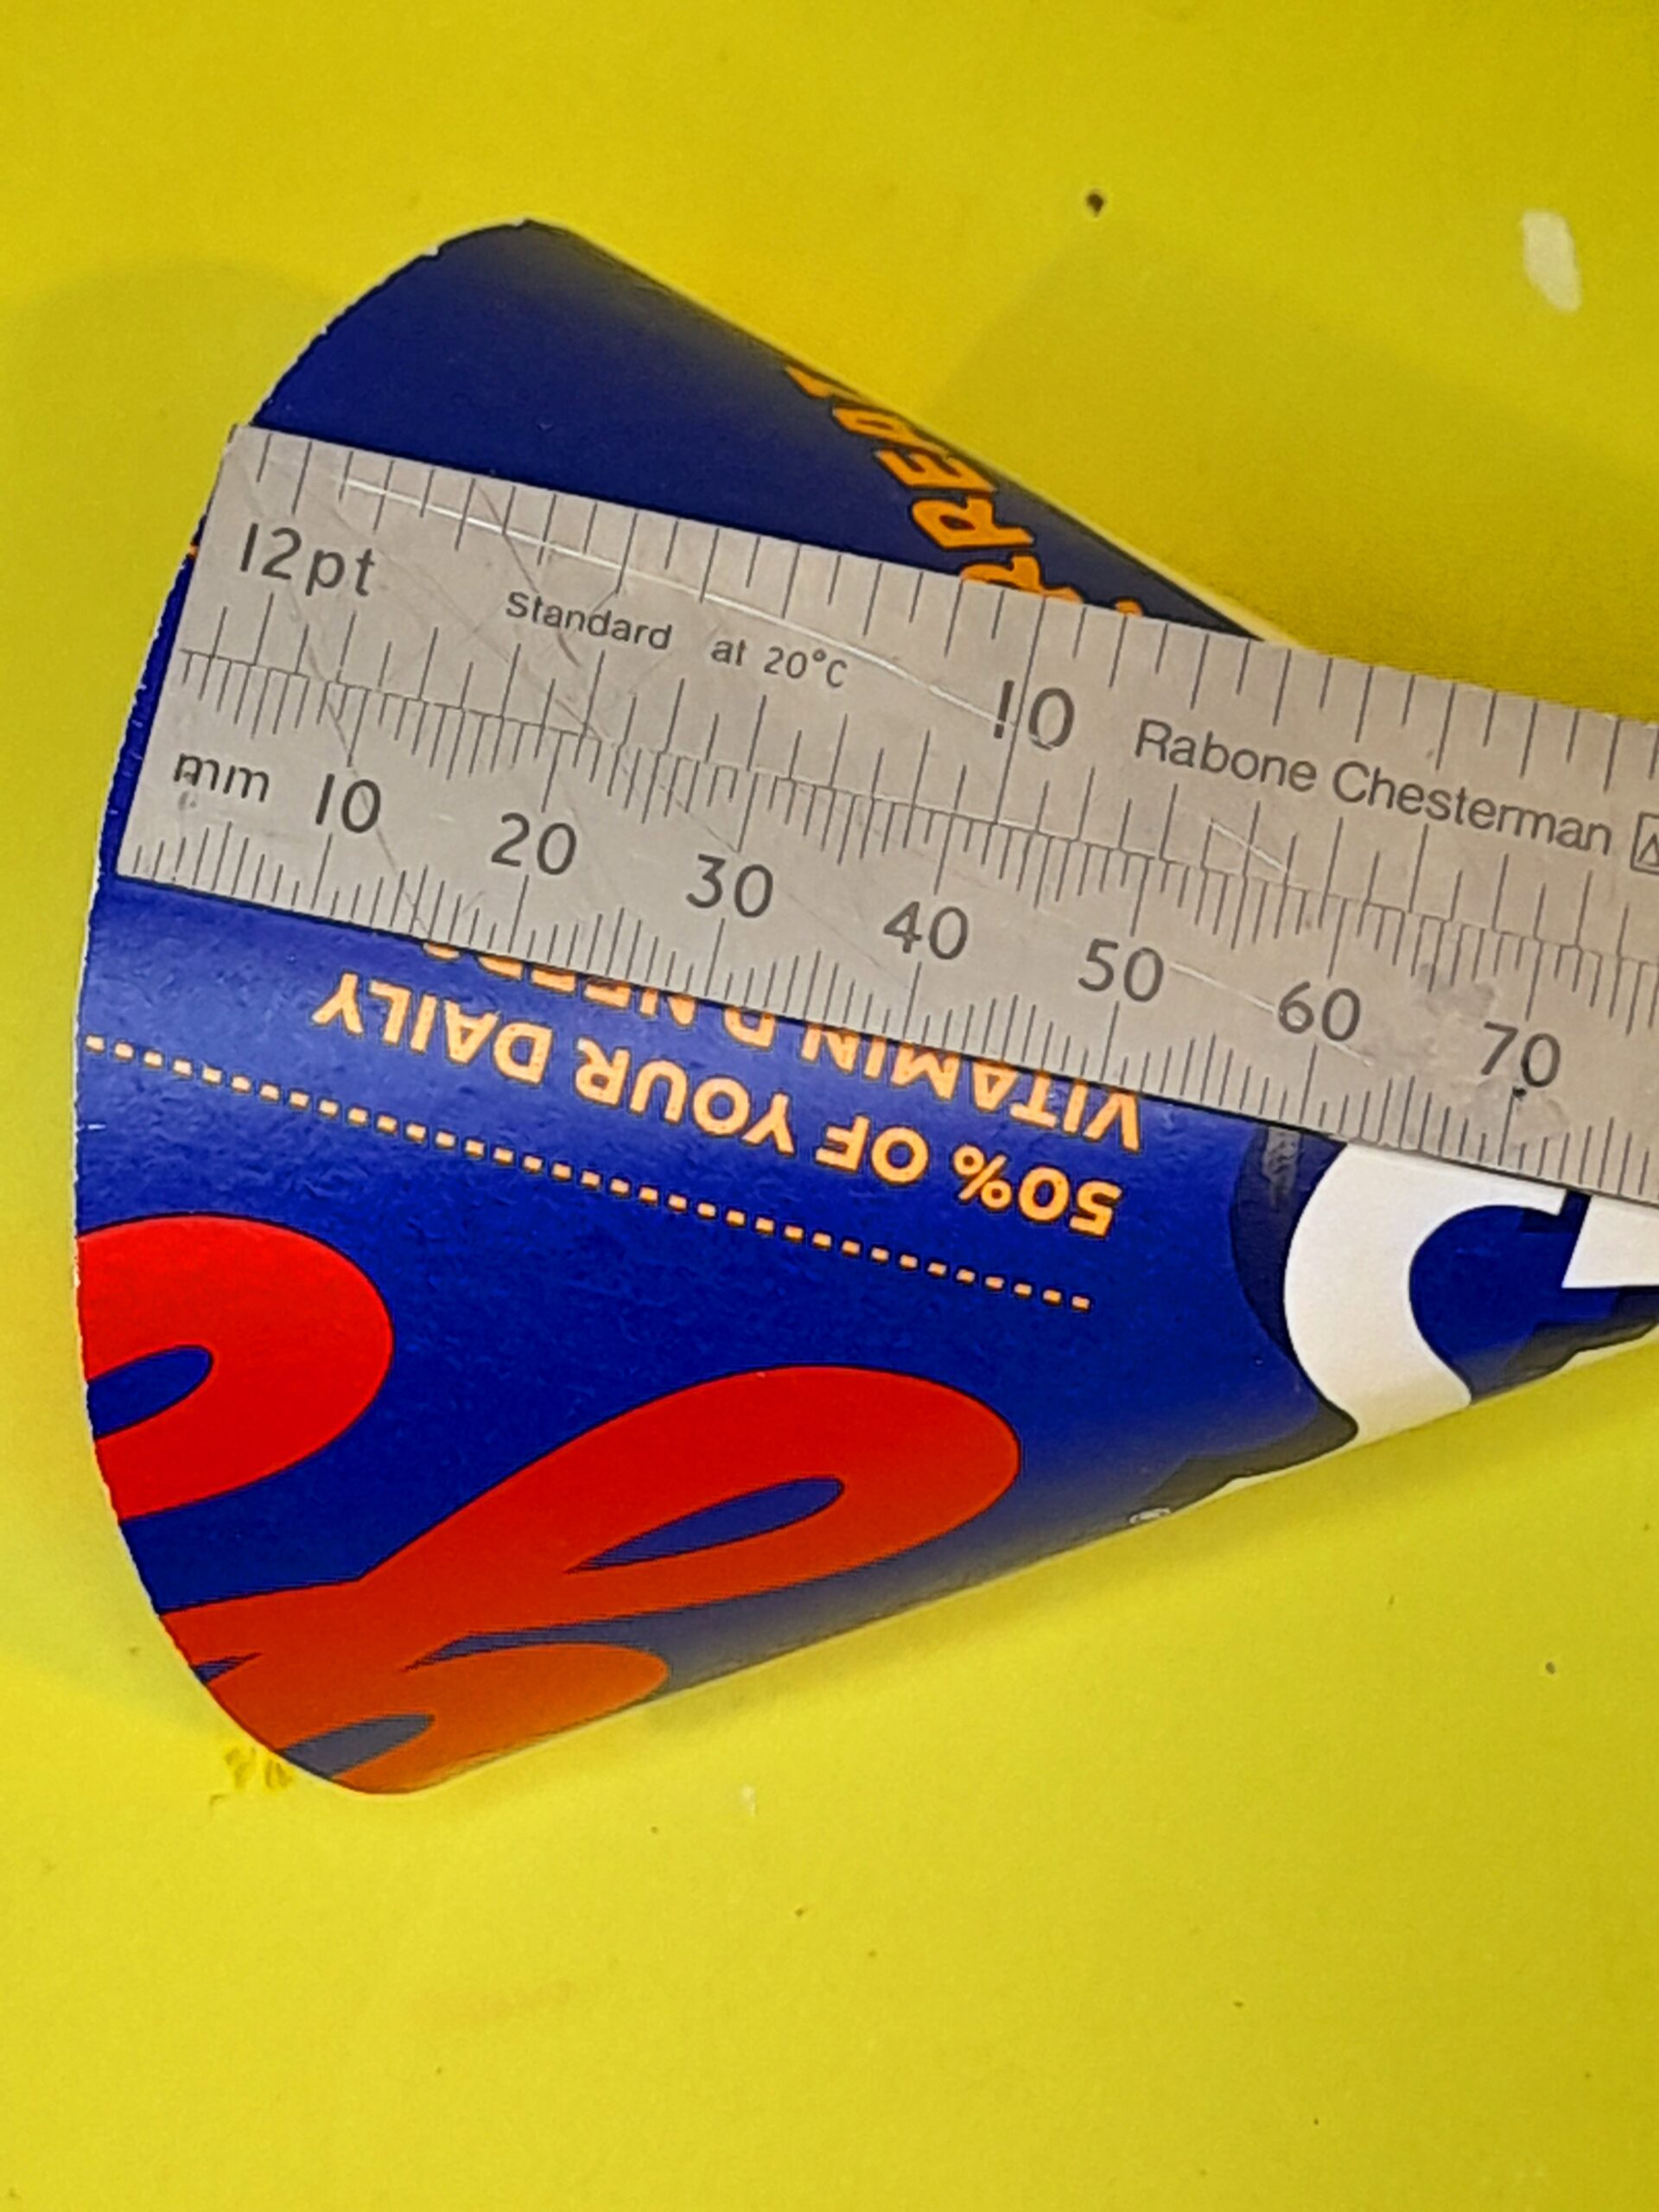 12pt
Standard at 20°C
10
Rabone Chesterman
mm 10 20 30 40 50 60 70
50% OF YOUR DAILY
VITAMIN D